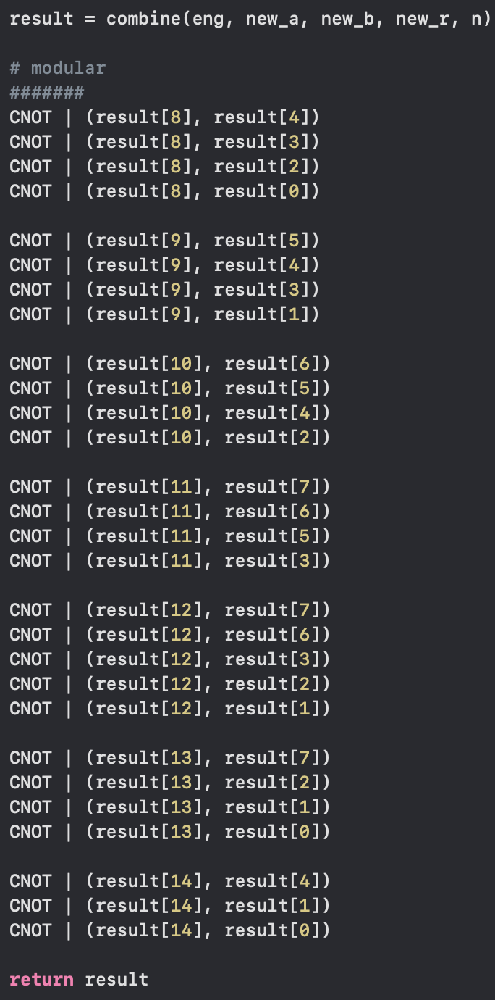 result = combine(eng, new_a, new_b, new_r, n)
# modular
#######
CNOT | (result[8], result[4])
CNOT | (result[8], result[3])
CNOT | (result[8], result[2])
CNOT | (result[8], result[0])
CNOT | (result[9], result[5])
CNOT | (result[9], result[4])
CNOT | (result[9], result[3])
CNOT | (result[9], result[1])
CNOT | (result[10], result[6])
CNOT | (result[10], result[5])
CNOT | (result[10], result[4])
CNOT | (result[10], result[2])
CNOT | (result[11], result[7])
CNOT | (result[11], result[6])
CNOT | (result[11], result[5])
CNOT | (result[11], result[3])
CNOT | (result[12], result[7])
CNOT | (result[12], result[6])
CNOT | (result[12], result[3])
CNOT | (result[12], result[2])
CNOT | (result[12], result[1])
CNOT | (result[13], result[7])
CNOT | (result[13], result[2])
CNOT | (result[13], result[1])
CNOT | (result[13], result[0])
CNOT | (result[14], result[4])
CNOT | (result[14], result[1])
CNOT | (result[14], result[0])
return result